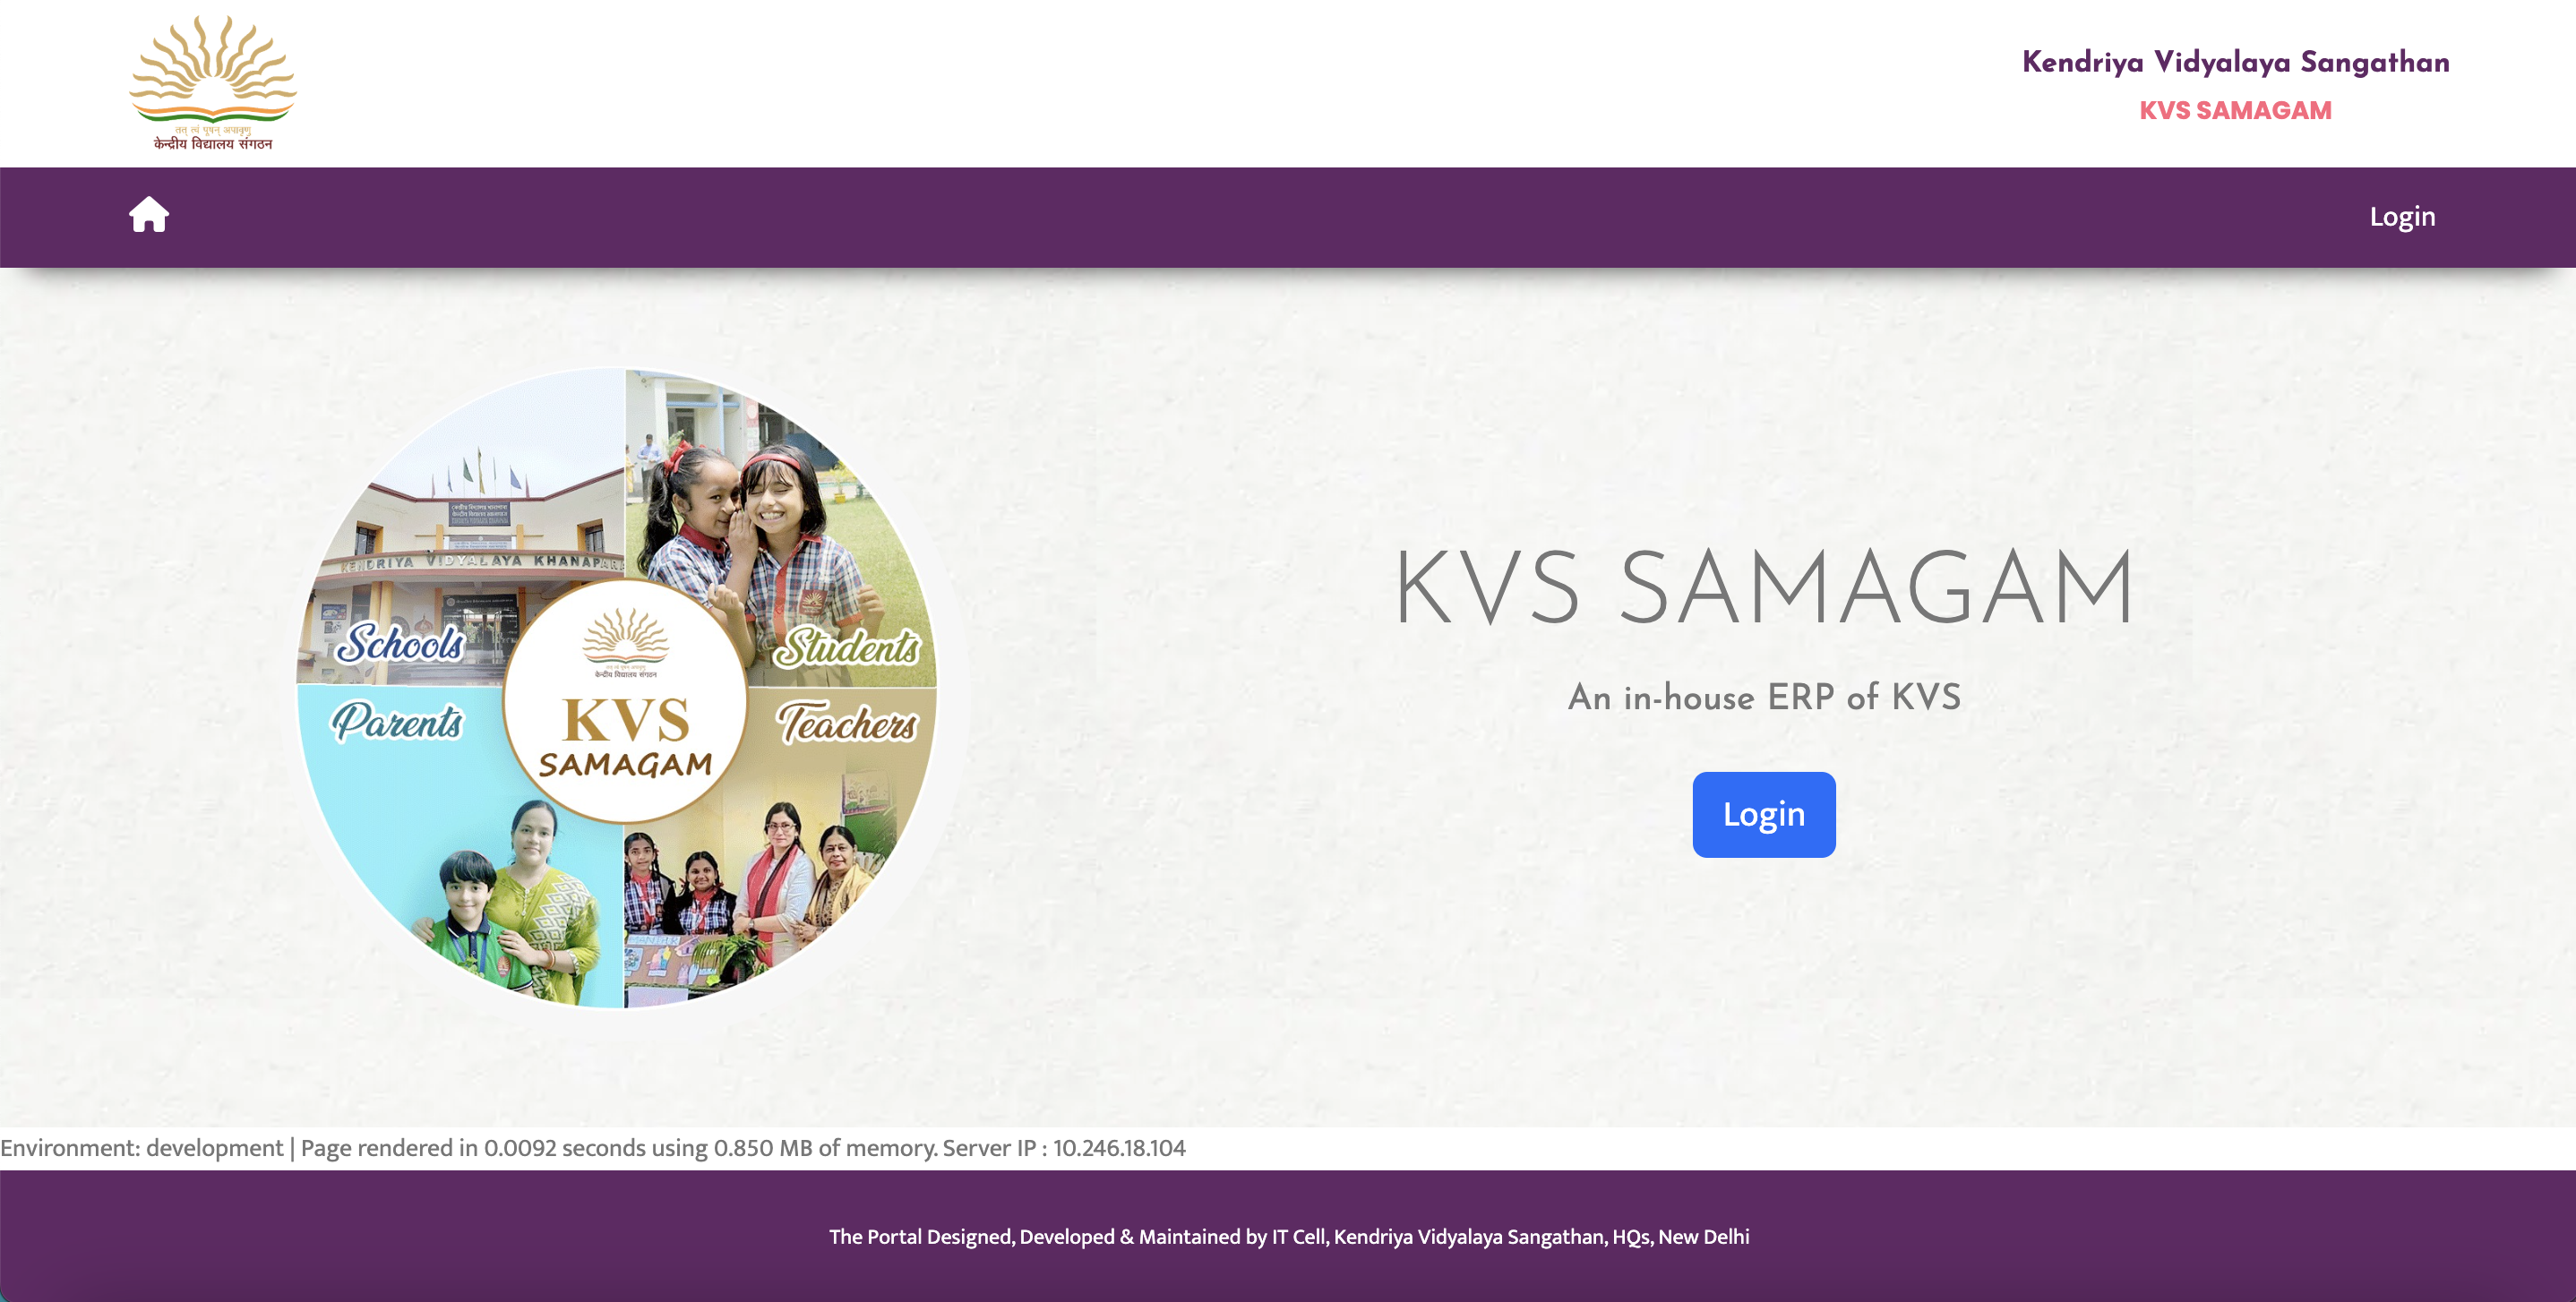 तत् त्वं पूषन् अपावृणु
केन्द्रीय विद्यालय संगठन
Kendriya Vidyalaya Sangathan
KVS SAMAGAM
Login
KENDRIYA VIDYALAYA KHANAPARA
Schools
Students
केन्द्रीय विद्यालय संगठन
KVS
SAMAGAM
Parents
Teachers
KVS SAMAGAM
An in-house ERP of KVS
Login
Environment: development | Page rendered in 0.0092 seconds using 0.850 MB of memory. Server IP : 10.246.18.104
The Portal Designed, Developed & Maintained by IT Cell, Kendriya Vidyalaya Sangathan, HQs, New Delhi